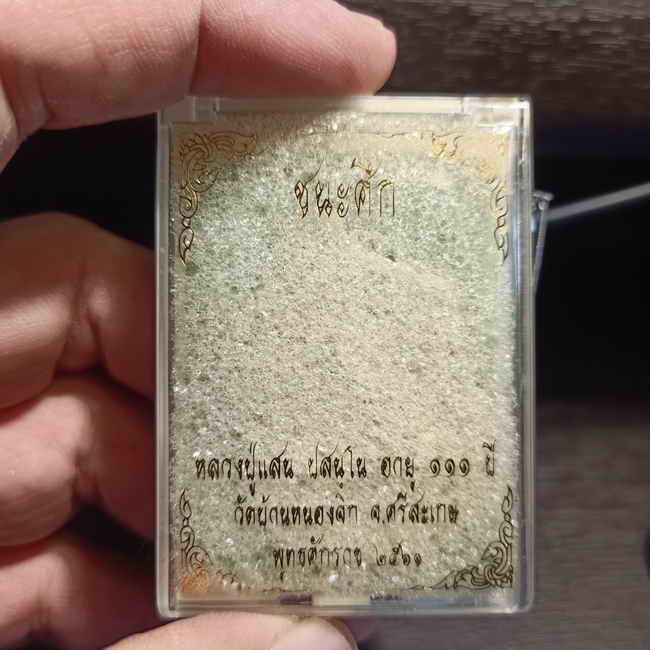 ชนะศึก
หลวงปู่แสน ปสนฺโน อายุ ๑๑๑ ปี
วัดบ้านหนองจิก จ.ศรีสะเกษ
พุทธศักราช ๒๕๖๑